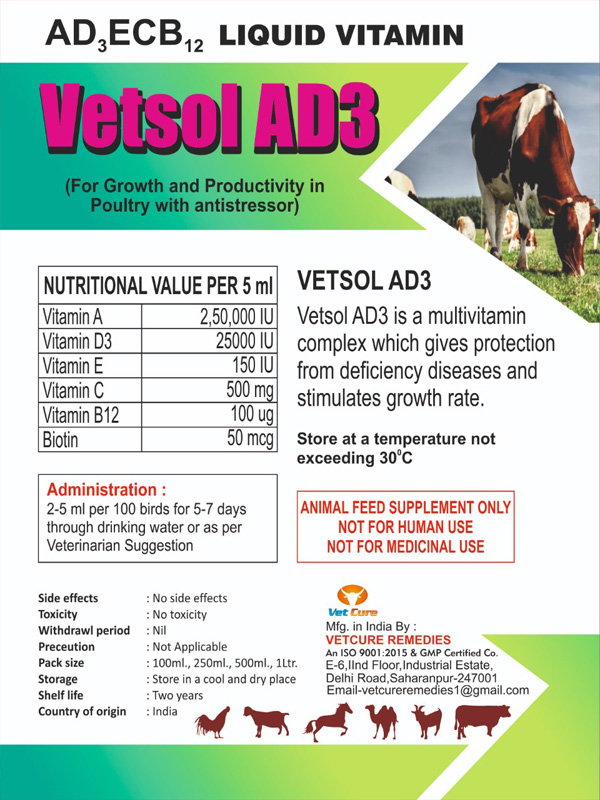 AD3ECB12 LIQUID VITAMIN
Vetsol AD3
(For Growth and Productivity in
Poultry with antistressor)
NUTRITIONAL VALUE PER 5 ml
Vitamin A 2,50,000 IU
Vitamin D3 25000 IU
Vitamin E 150 IU
Vitamin C 500 mg
Vitamin B12 100 ug
Biotin 50 mcg
Administration :
2-5 ml per 100 birds for 5-7 days
through drinking water or as per
Veterinarian Suggestion
VETSOL AD3
Vetsol AD3 is a multivitamin
complex which gives protection
from deficiency diseases and
stimulates growth rate.
Store at a temperature not
exceeding 30⁰C
ANIMAL FEED SUPPLEMENT ONLY
NOT FOR HUMAN USE
NOT FOR MEDICINAL USE
Side effects : No side effects
Toxicity : No toxicity
Withdrawl period : Nil
Preceution : Not Applicable
Pack size : 100ml., 250ml., 500ml., 1Ltr.
Storage : Store in a cool and dry place
Shelf life : Two years
Country of origin : India
Vet Cure
Mfg. in India By :
VETCURE REMEDIES
An ISO 9001:2015 & GMP Certified Co.
E-6,IInd Floor,Industrial Estate,
Delhi Road,Saharanpur-247001
Email-vetcureremedies1@gmail.com